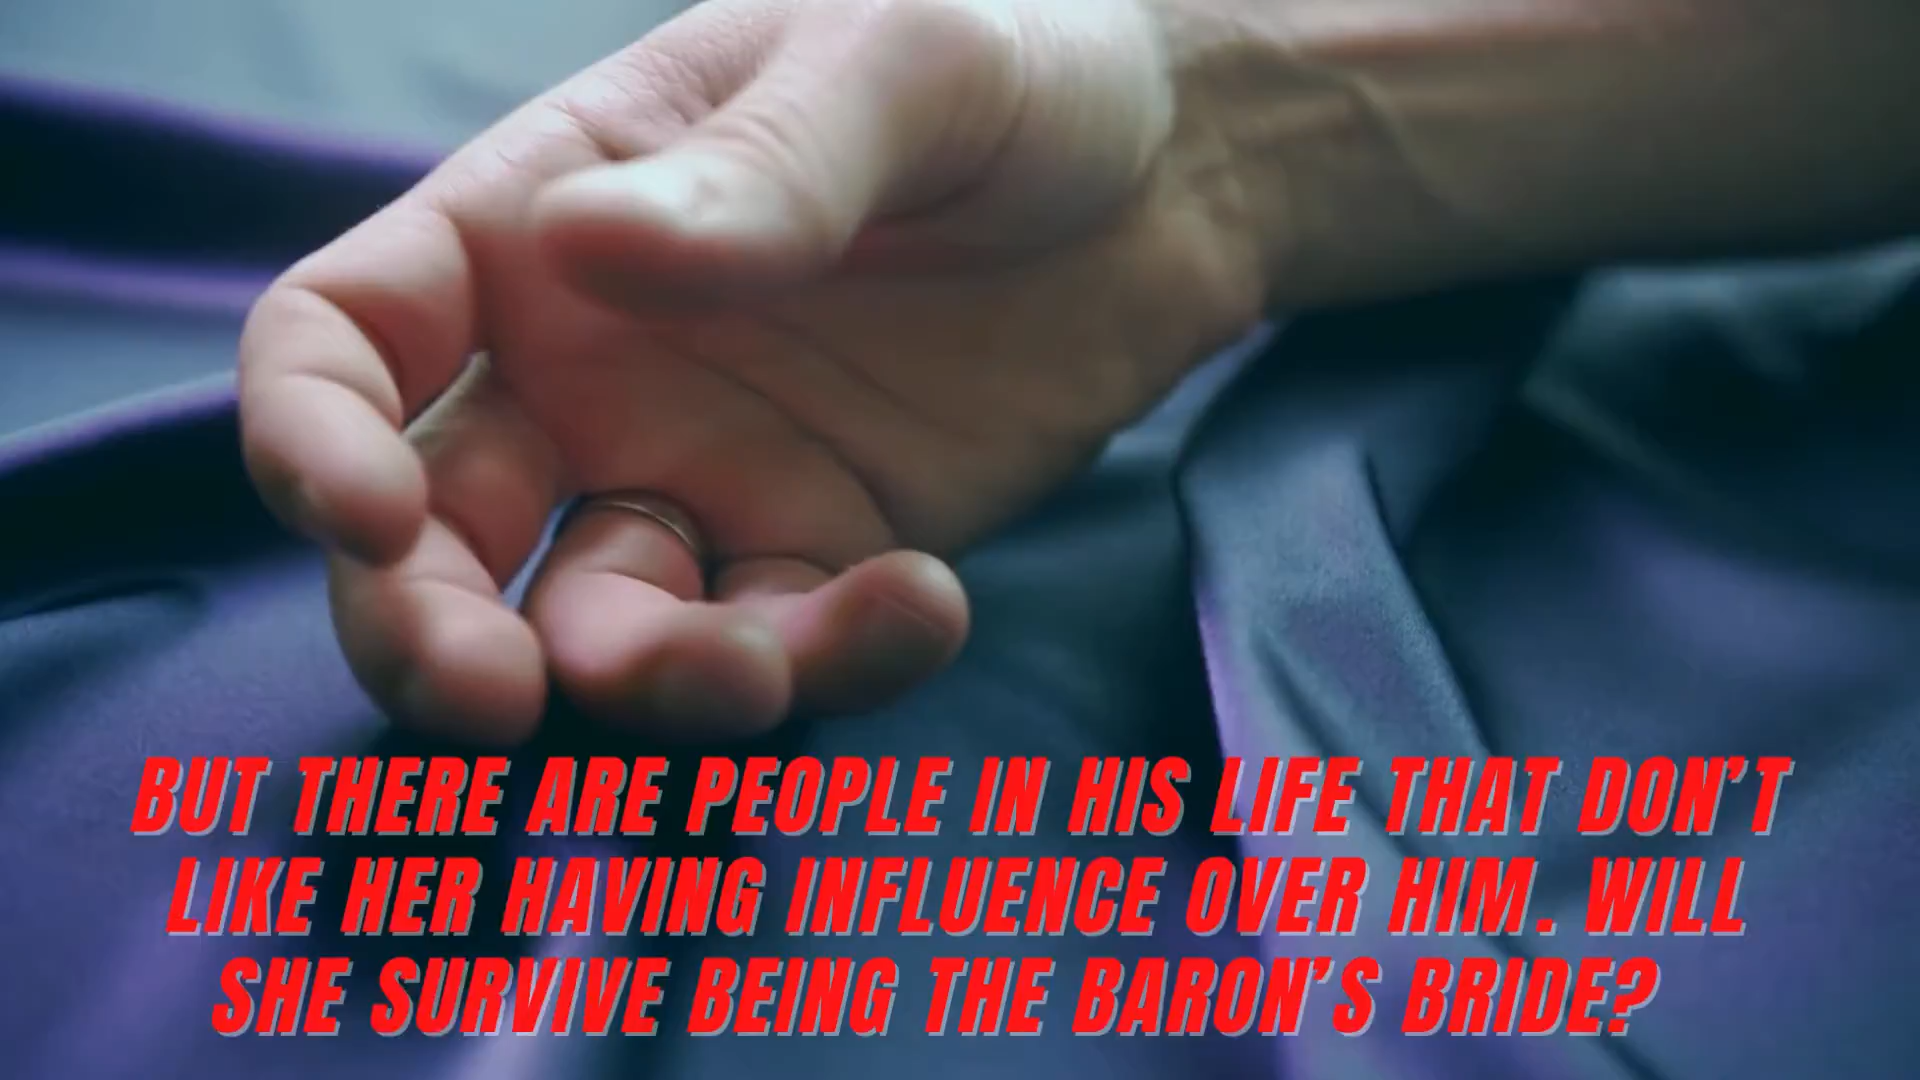 BUT THERE ARE PEOPLE IN HIS LIFE THAT DON'T
LIKE HER HAVING INFLUENCE OVER HIM. WILL
SHE SURVIVE BEING THE BARON'S BRIDE?